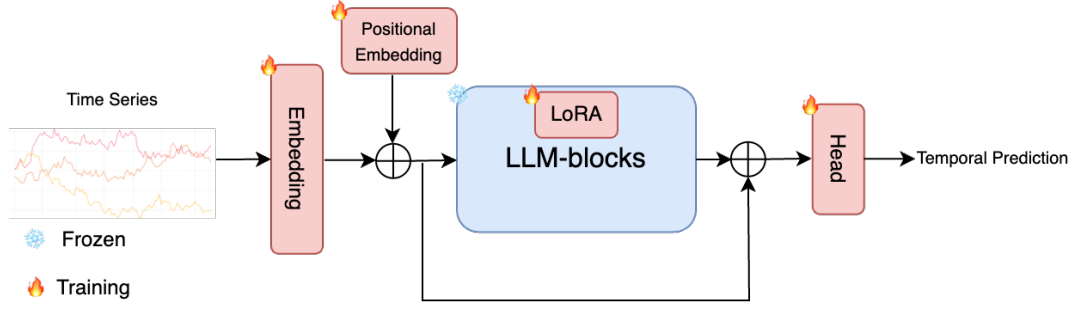 Positional
Embedding
Time Series
Embedding
LoRA
LLM-blocks
Head
Temporal Prediction
Frozen
Training